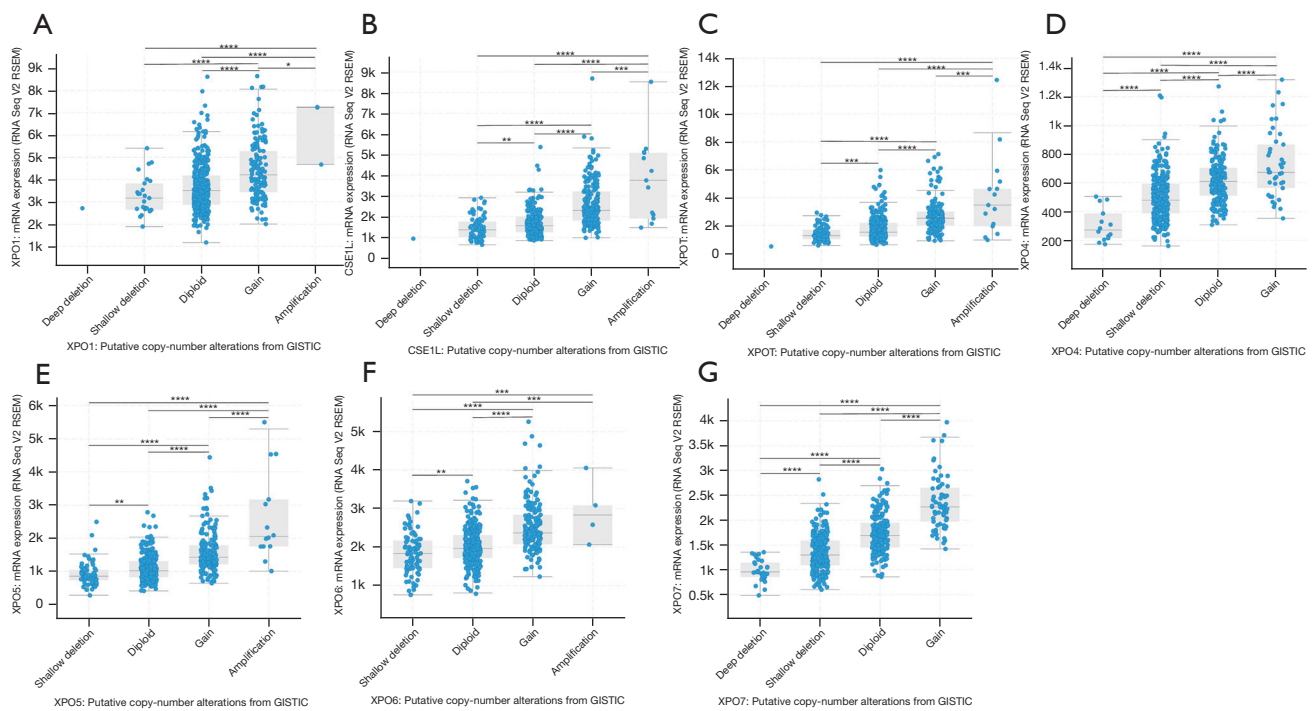 A
****
****
****
****
*
XPO1: mRNA expression (RNA Seq V2 RSEM)
9k
8k
7k
6k
5k
4k
3k
2k
1k
Deep deletion
Shallow deletion
Diploid
Gain
Amplification
XPO1: Putative copy-number alterations from GISTIC
B
****
****
***
****
****
**
CSE1L: mRNA expression (RNA Seq V2 RSEM)
9k
8k
7k
6k
5k
4k
3k
2k
1k
0
Deep deletion
Shallow deletion
Diploid
Gain
Amplification
CSE1L: Putative copy-number alterations from GISTIC
C
****
****
***
****
****
***
XPOT: mRNA expression (RNA Seq V2 RSEM)
14k
12k
10k
8k
6k
4k
2k
0
Deep deletion
Shallow deletion
Diploid
Gain
Amplification
XPOT: Putative copy-number alterations from GISTIC
D
****
****
****
****
****
****
XPO4: mRNA expression (RNA Seq V2 RSEM)
1.4k
1.2k
1k
800
600
400
200
Deep deletion
Shallow deletion
Diploid
Gain
XPO4: Putative copy-number alterations from GISTIC
E
****
****
****
****
****
**
XPO5: mRNA expression (RNA Seq V2 RSEM)
6k
5k
4k
3k
2k
1k
0
Shallow deletion
Diploid
Gain
Amplification
XPO5: Putative copy-number alterations from GISTIC
F
***
***
****
****
**
XPO6: mRNA expression (RNA Seq V2 RSEM)
6k
5k
4k
3k
2k
1k
Shallow deletion
Diploid
Gain
Amplification
XPO6: Putative copy-number alterations from GISTIC
G
****
****
****
****
****
****
XPO7: mRNA expression (RNA Seq V2 RSEM)
4k
3.5k
3k
2.5k
2k
1.5k
1k
0.5k
Deep deletion
Shallow deletion
Diploid
Gain
XPO7: Putative copy-number alterations from GISTIC